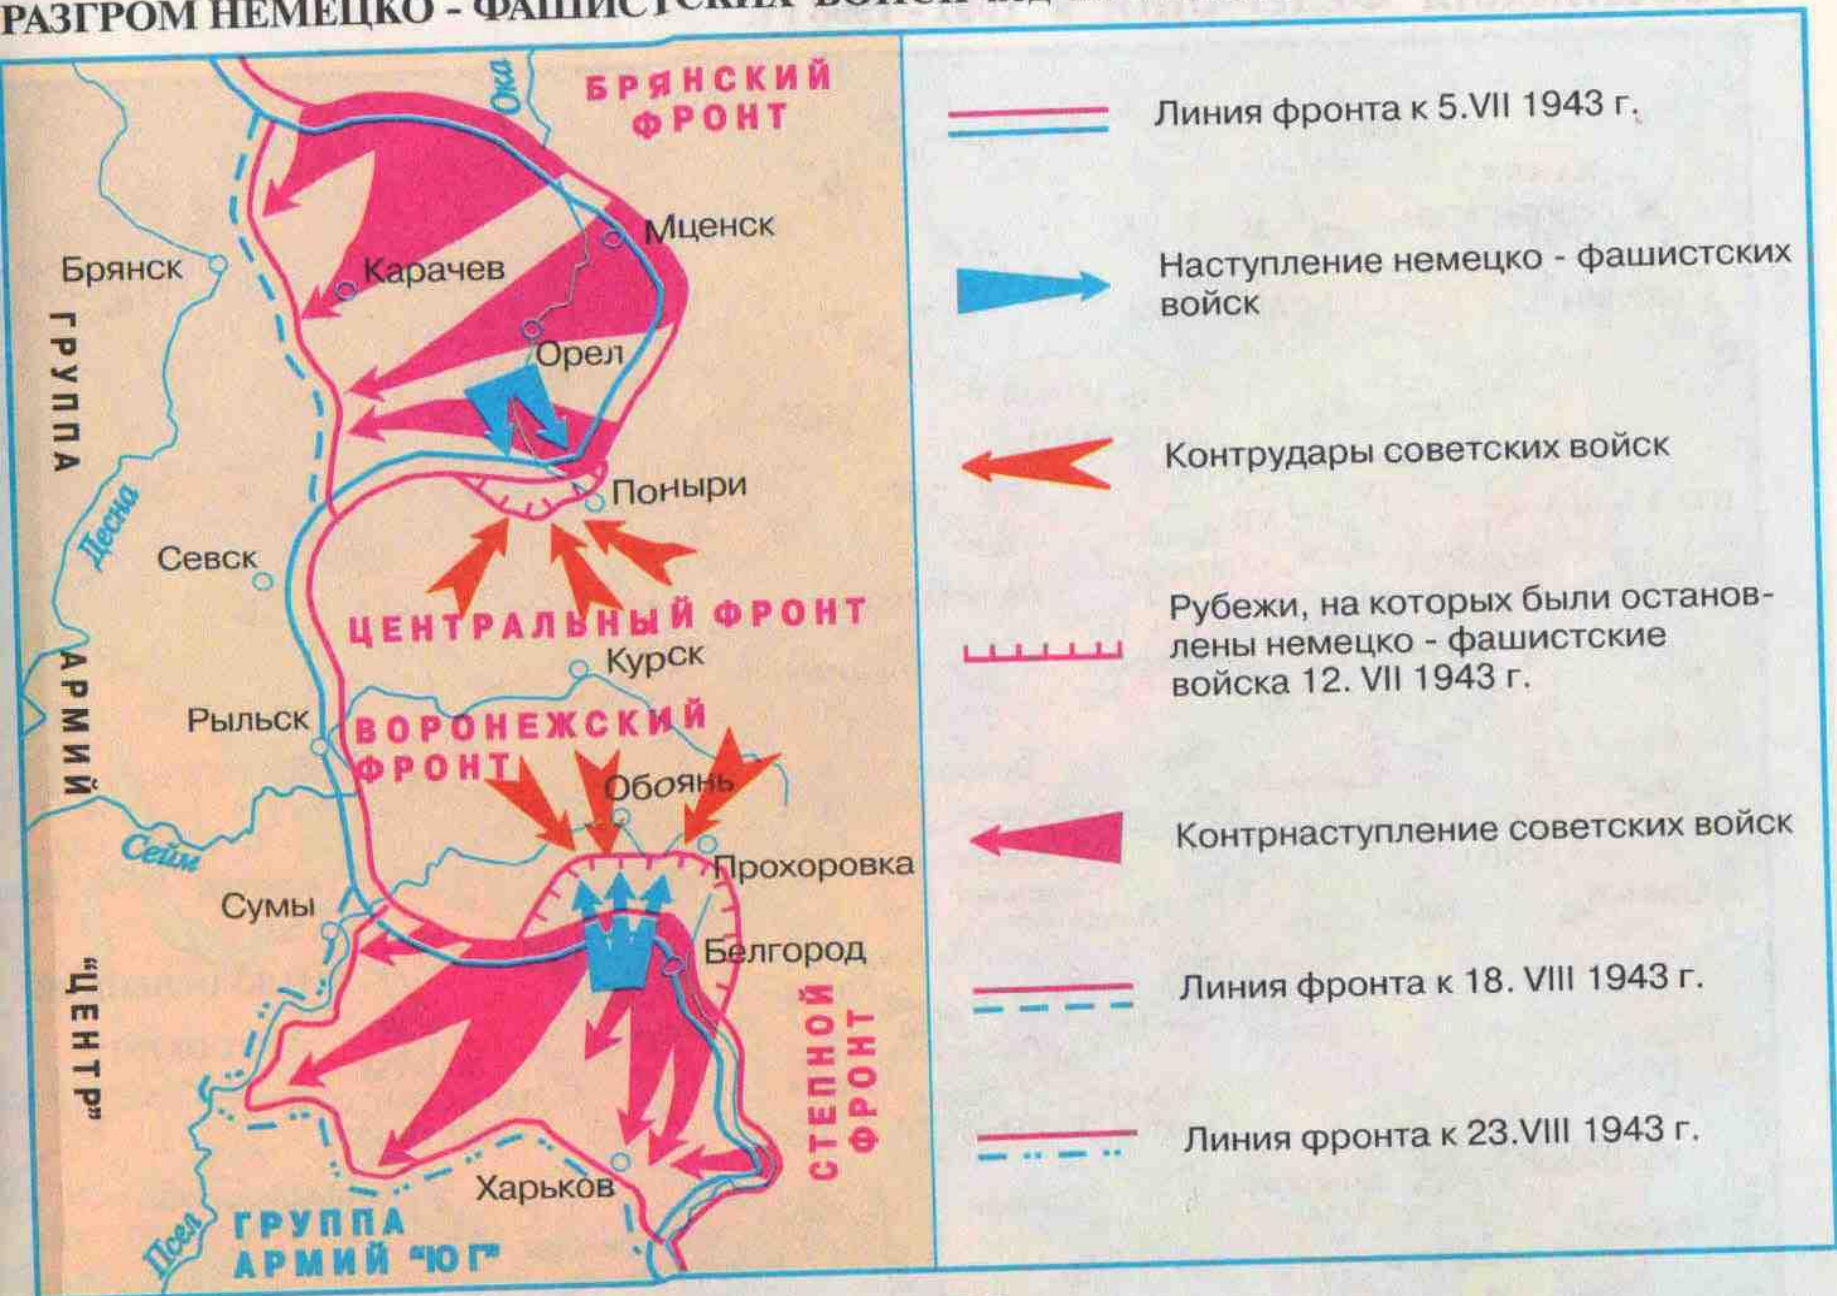 РАЗГРОМ НЕМЕЦКО - ФАШИСТСКИХ ВОЙСК
Ока
БРЯНСКИЙ
ФРОНТ
Мценск
Брянск
Карачев
Орел
ГРУППА
АРМИЙ
"ЦЕНТР"
Поныри
Десна
Севск
ЦЕНТРАЛЬНЫЙ ФРОНТ
Курск
Рыльск
ВОРОНЕЖСКИЙ
ФРОНТ
Обоянь
Сейм
Прохоровка
Сумы
Белгород
СТЕПНОЙ
ФРОНТ
Харьков
Псел
ГРУППА
АРМИЙ "ЮГ"
Линия фронта к 5.VII 1943 г.
Наступление немецко - фашистских
войск
Контрудары советских войск
Рубежи, на которых были останов-
лены немецко - фашистские
войска 12. VII 1943 г.
Контрнаступление советских войск
Линия фронта к 18. VIII 1943 г.
Линия фронта к 23.VIII 1943 г.